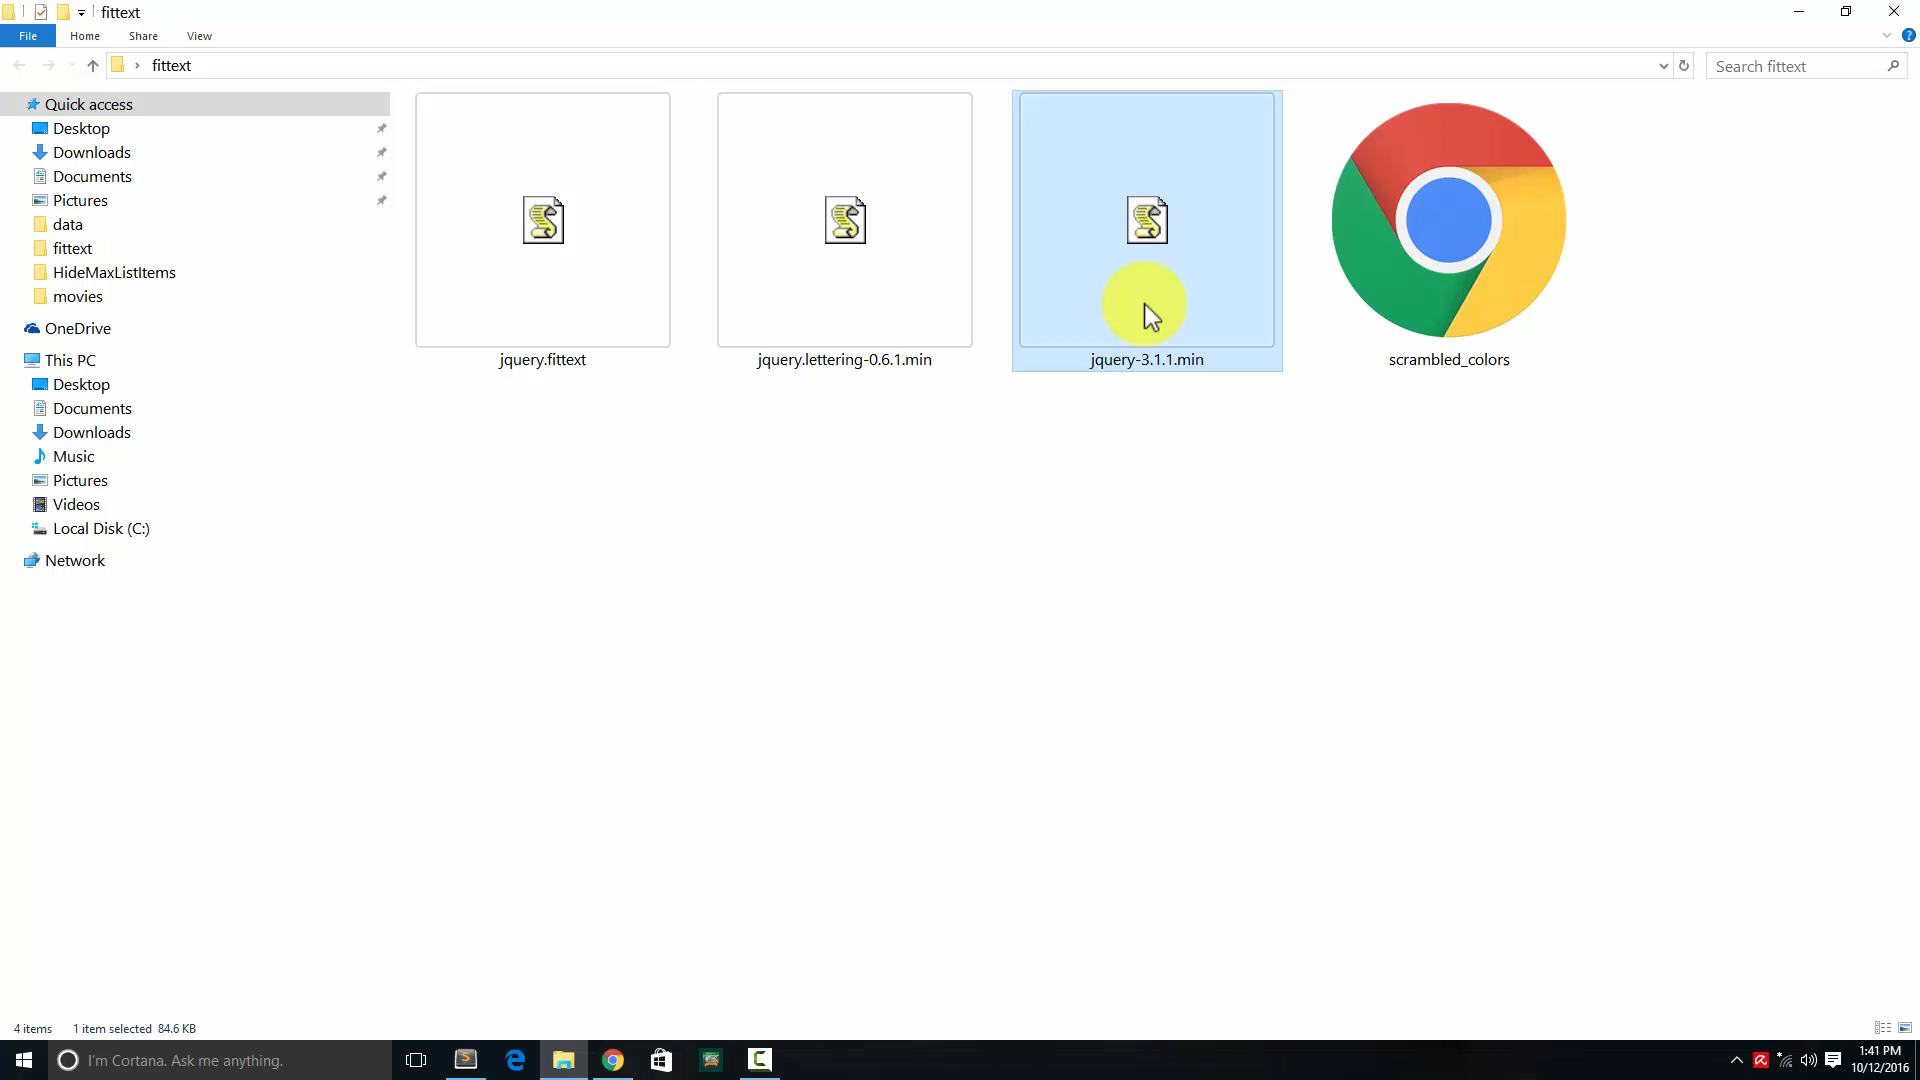 fittext
File Home Share View
fittext
Search fittext
Quick access
Desktop
Downloads
Documents
Pictures
data
fittext
HideMaxListItems
movies
OneDrive
This PC
Desktop
Documents
Downloads
Music
Pictures
Videos
Local Disk (C:)
Network
jquery.fittext
jquery.lettering-0.6.1.min
jquery-3.1.1.min
scrambled_colors
4 items 1 item selected 84.6 KB
I'm Cortana. Ask me anything.
1:41 PM
10/12/2016